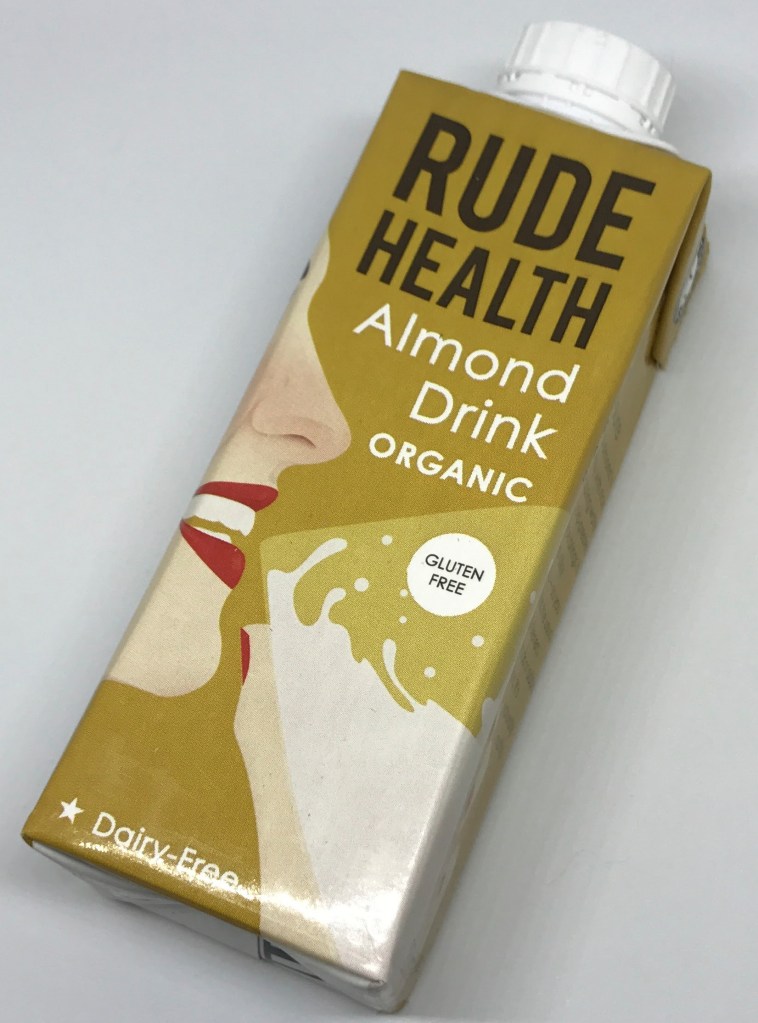 RUDE
HEALTH
Almond
Drink
ORGANIC
GLUTEN
FREE
★ Dairy-Free